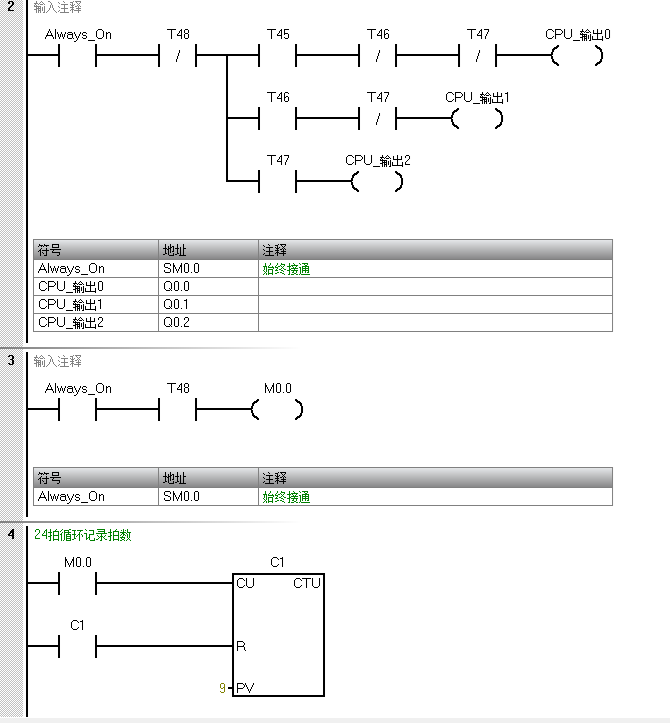 2 输入注释
Always_On T48 T45 T46 T47 CPU_输出0
/ / /
T46 T47 CPU_输出1
/
T47 CPU_输出2
符号 地址 注释
Always_On SM0.0 始终接通
CPU_输出0 Q0.0
CPU_输出1 Q0.1
CPU_输出2 Q0.2
3 输入注释
Always_On T48 M0.0
符号 地址 注释
Always_On SM0.0 始终接通
4 24拍循环记录拍数
M0.0 C1
CU CTU
C1
R
9 PV